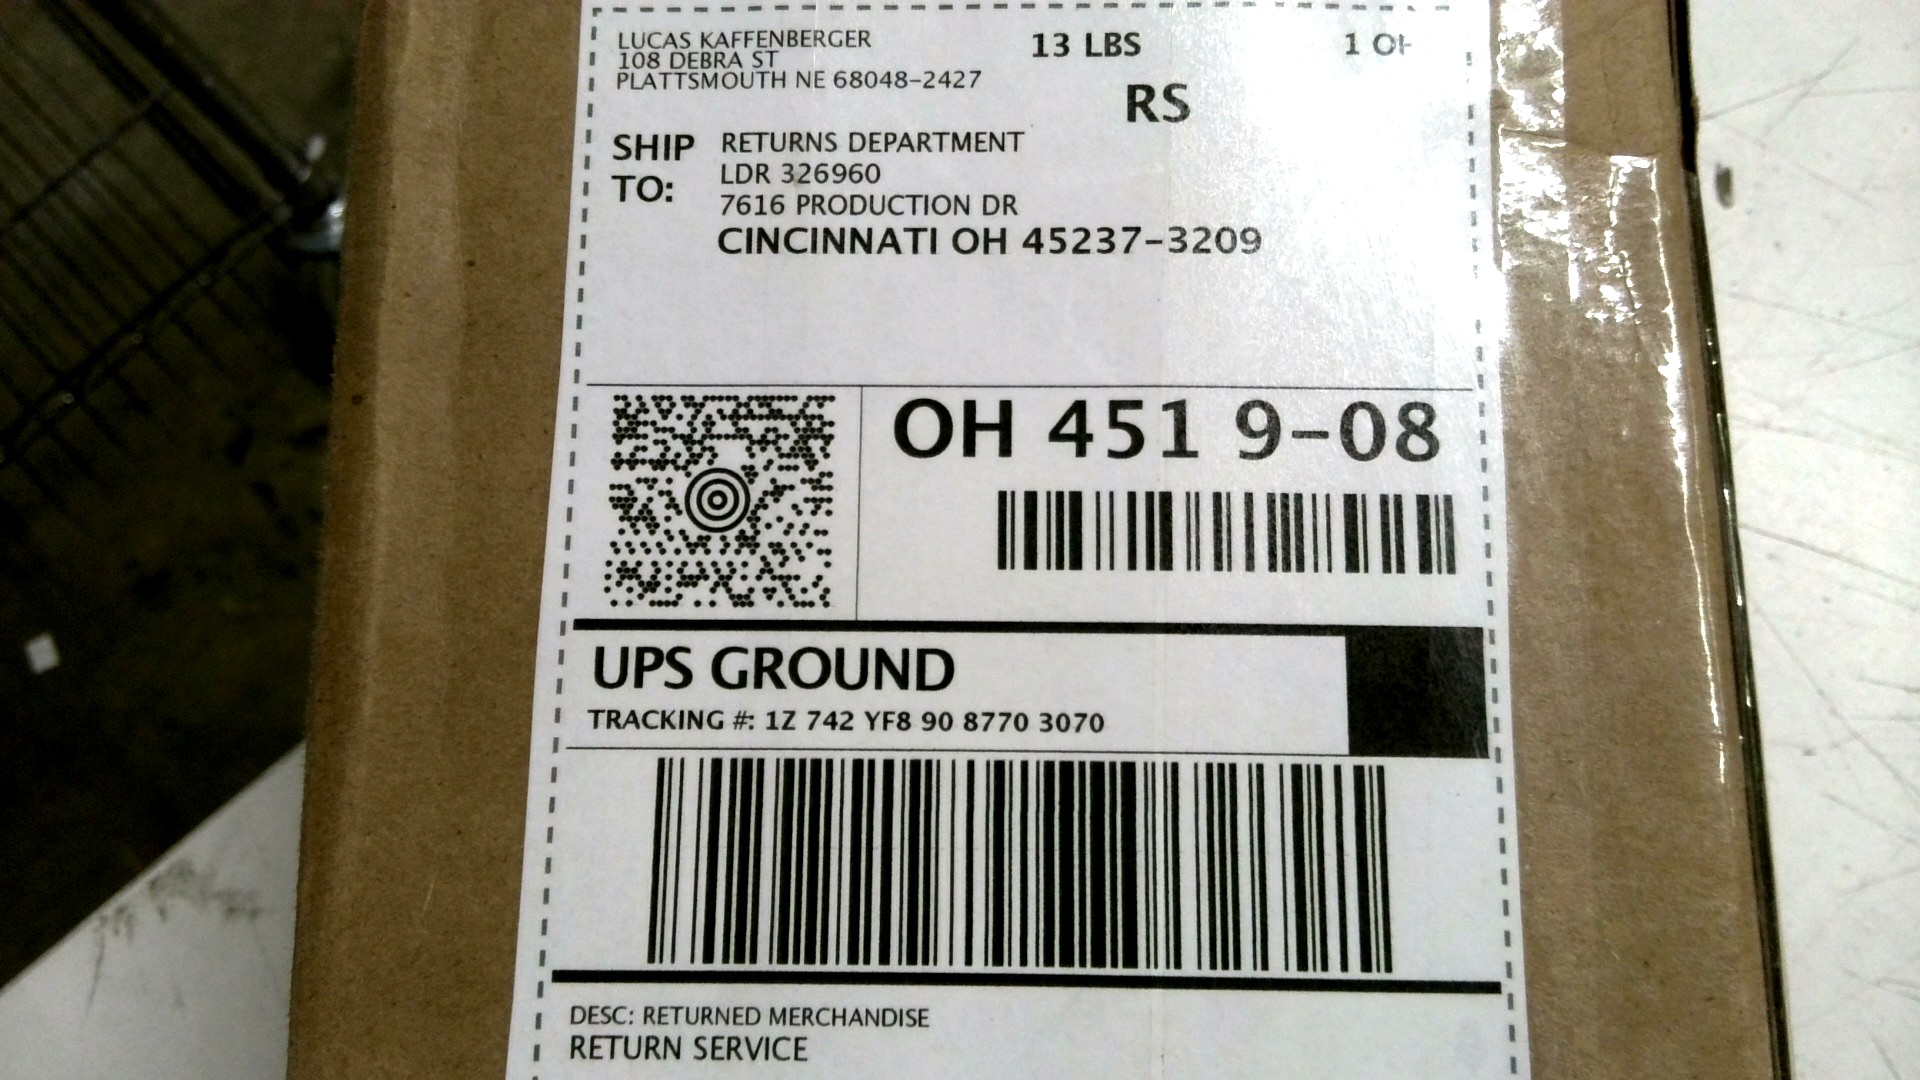 LUCAS KAFFENBERGER
108 DEBRA ST
PLATTSMOUTH NE 68048-2427
13 LBS
1 OF
RS
SHIP TO:
RETURNS DEPARTMENT
LDR 326960
7616 PRODUCTION DR
CINCINNATI OH 45237-3209
OH 451 9-08
UPS GROUND
TRACKING #: 1Z 742 YF8 90 8770 3070
DESC: RETURNED MERCHANDISE
RETURN SERVICE